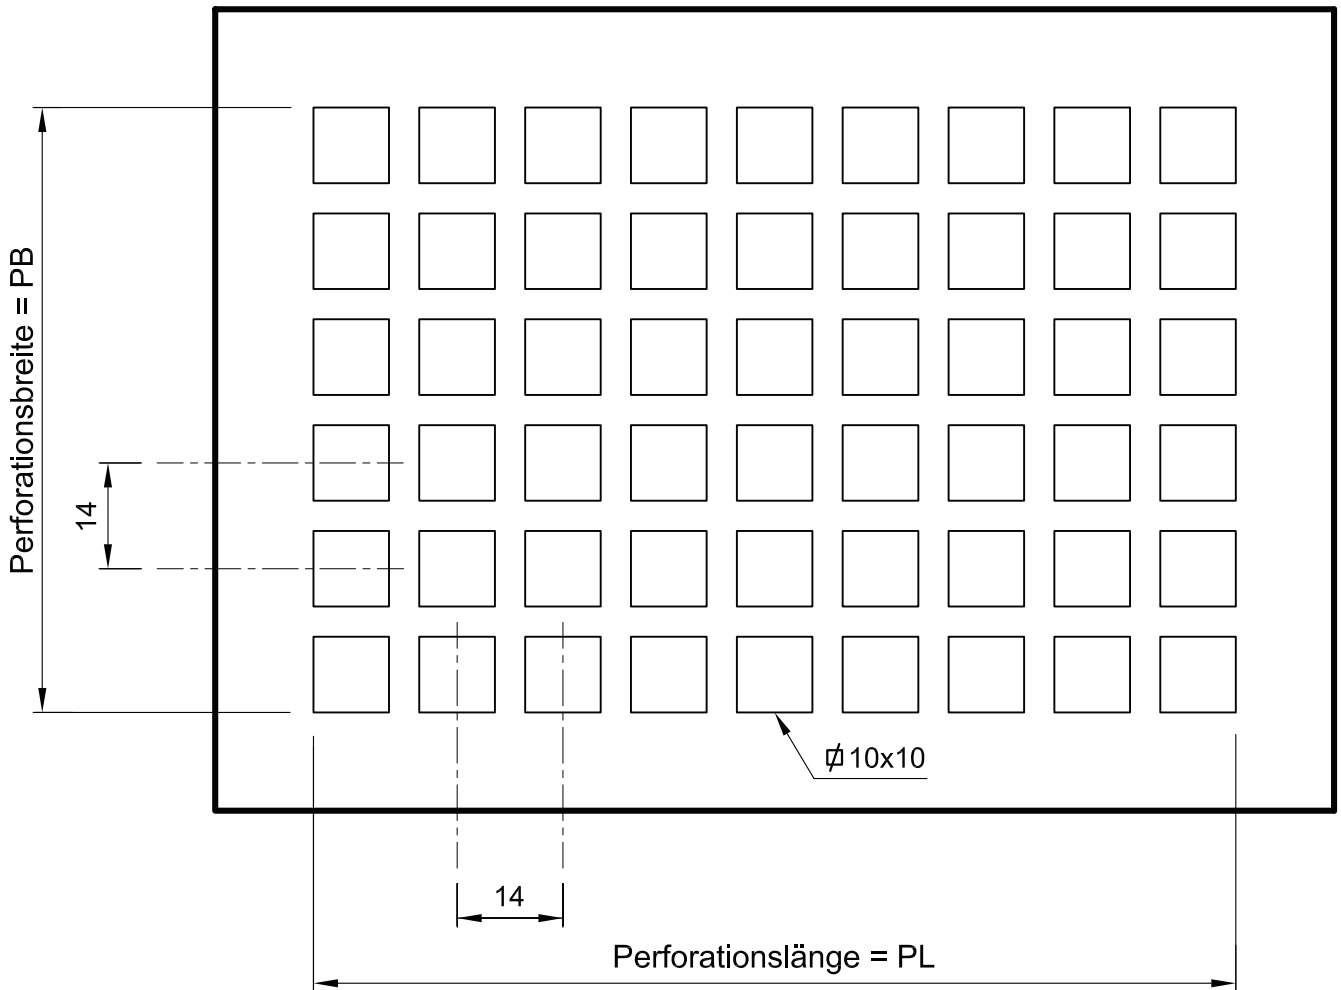 Perforationsbreite = PB
14
⌀10x10
14
Perforationslänge = PL